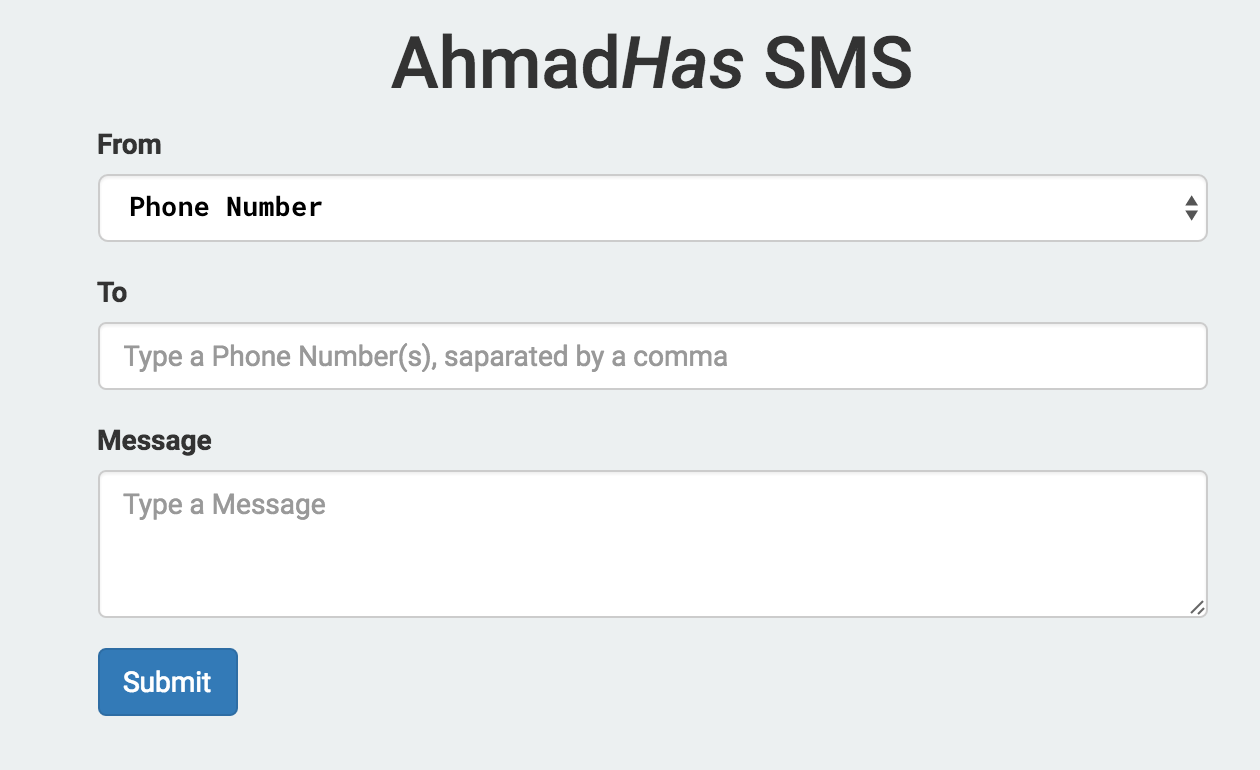 AhmadHas SMS
From
Phone Number
To
Type a Phone Number(s), saparated by a comma
Message
Type a Message
Submit